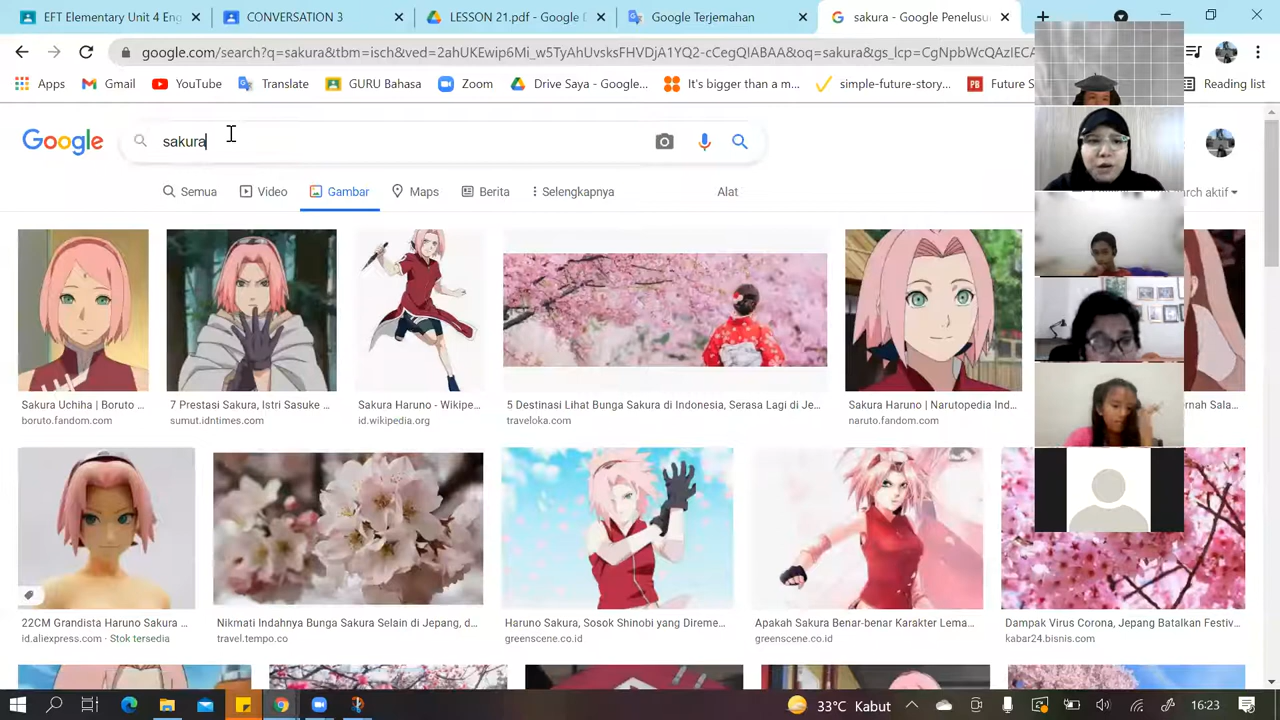 EFT Elementary Unit 4 Eng
CONVERSATION 3
LESSON 21.pdf - Google D
Google Terjemahan
sakura - Google Penelusu
google.com/search?q=sakura&tbm=isch&ved=2ahUKEwip6Mi_w5TyAhUvsksFHVDjA1YQ2-cCegQIABAA&oq=sakura&gs_lcp=CgNpbWcQAzIECA
Apps
Gmail
YouTube
Translate
GURU Bahasa
Zoom
Drive Saya - Google...
It's bigger than a m...
simple-future-story...
Future S
Reading list
Google
sakura
Semua
Video
Gambar
Maps
Berita
Selengkapnya
Alat
rch aktif
Sakura Uchiha | Boruto ...
boruto.fandom.com
7 Prestasi Sakura, Istri Sasuke ...
sumut.idntimes.com
Sakura Haruno - Wikipe...
id.wikipedia.org
5 Destinasi Lihat Bunga Sakura di Indonesia, Serasa Lagi di Je...
traveloka.com
Sakura Haruno | Narutopedia Ind...
naruto.fandom.com
ernah Sala...
22CM Grandista Haruno Sakura ...
id.aliexpress.com · Stok tersedia
Nikmati Indahnya Bunga Sakura Selain di Jepang, d...
travel.tempo.co
Haruno Sakura, Sosok Shinobi yang Direme...
greenscene.co.id
Apakah Sakura Benar-benar Karakter Lema...
greenscene.co.id
Dampak Virus Corona, Jepang Batalkan Festiv...
kabar24.bisnis.com
33°C Kabut
16:23